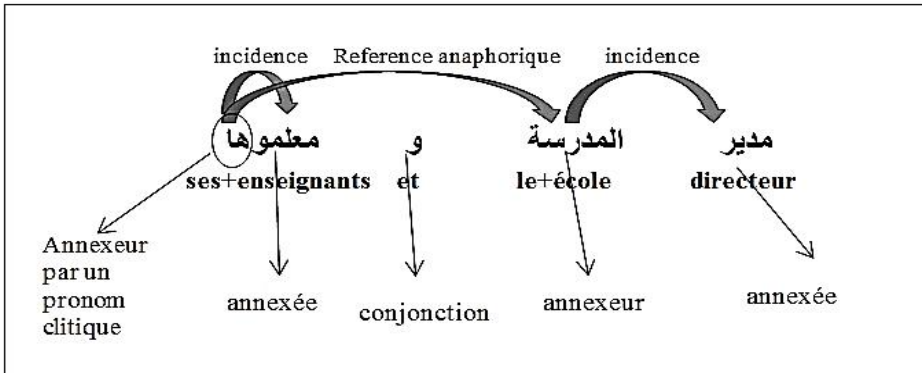 incidence Reference anaphorique incidence
مدير المدرسة و معلموها
ses+enseignants et le+école directeur
Annexeur
par un
pronom
clitique
annexée
conjonction
annexeur
annexée